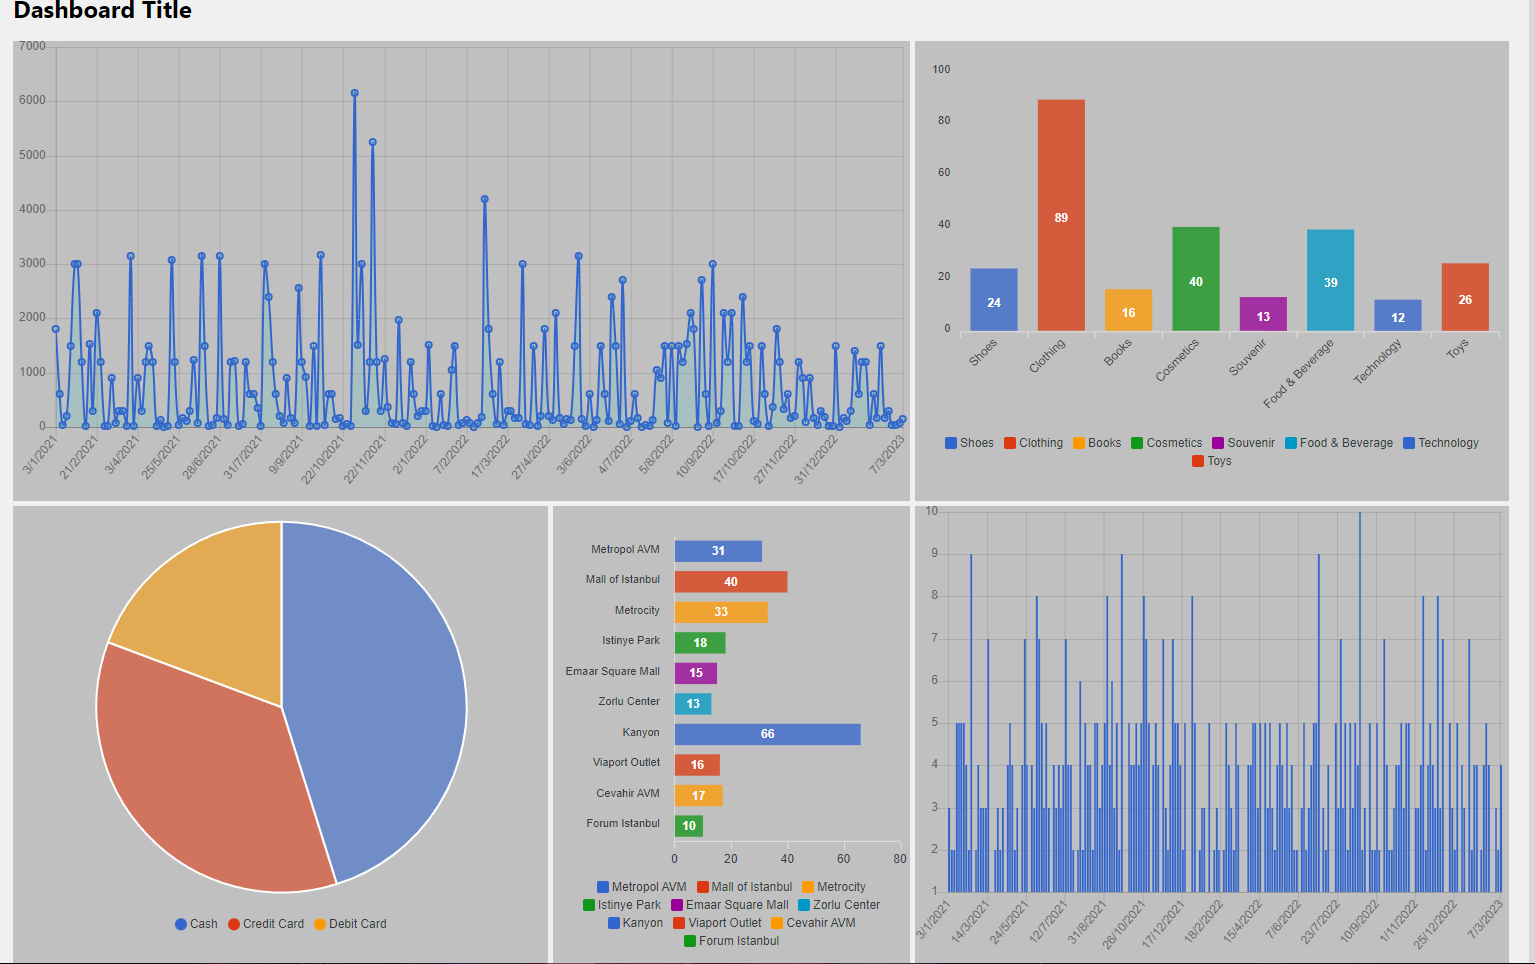 Dashboard Title
7000
6000
5000
4000
3000
2000
1000
0
3/1/2021 21/2/2021 3/4/2021 25/5/2021 28/6/2021 31/7/2021 9/9/2021 22/10/2021 22/11/2021 2/1/2022 7/2/2022 17/3/2022 27/4/2022 3/6/2022 4/7/2022 5/8/2022 10/9/2022 17/10/2022 27/11/2022 31/12/2022 7/3/2023
100
80
60
40
20
0
24 89 16 40 13 39 12 26
Shoes Clothing Books Cosmetics Souvenir Food & Beverage Technology Toys
Shoes Clothing Books Cosmetics Souvenir Food & Beverage Technology
Toys
Cash Credit Card Debit Card
Metropol AVM 31
Mall of Istanbul 40
Metrocity 33
Istinye Park 18
Emaar Square Mall 15
Zorlu Center 13
Kanyon 66
Viaport Outlet 16
Cevahir AVM 17
Forum Istanbul 10
0 20 40 60 80
Metropol AVM Mall of Istanbul Metrocity
Istinye Park Emaar Square Mall Zorlu Center
Kanyon Viaport Outlet Cevahir AVM
Forum Istanbul
10
9
8
7
6
5
4
3
2
1
3/1/2021 14/3/2021 24/5/2021 12/7/2021 31/8/2021 26/10/2021 17/12/2021 18/2/2022 15/4/2022 7/6/2022 23/7/2022 10/9/2022 1/11/2022 25/12/2022 7/3/2023